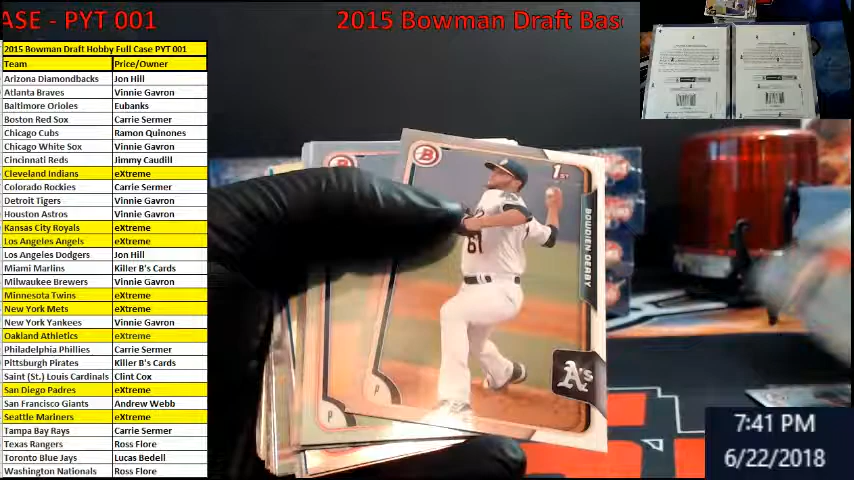 ASE - PYT 001
2015 Bowman Draft Bas
2015 Bowman Draft Hobby Full Case PYT 001
Team Price/Owner
Arizona Diamondbacks Jon Hill
Atlanta Braves Vinnie Gavron
Baltimore Orioles Eubanks
Boston Red Sox Carrie Sermer
Chicago Cubs Ramon Quinones
Chicago White Sox Vinnie Gavron
Cincinnati Reds Jimmy Caudill
Cleveland Indians eXtreme
Colorado Rockies Carrie Sermer
Detroit Tigers Vinnie Gavron
Houston Astros Vinnie Gavron
Kansas City Royals eXtreme
Los Angeles Angels eXtreme
Los Angeles Dodgers Jon Hill
Miami Marlins Killer B's Cards
Milwaukee Brewers Vinnie Gavron
Minnesota Twins eXtreme
New York Mets eXtreme
New York Yankees Vinnie Gavron
Oakland Athletics eXtreme
Philadelphia Phillies Carrie Sermer
Pittsburgh Pirates Killer B's Cards
Saint (St.) Louis Cardinals Clint Cox
San Diego Padres eXtreme
San Francisco Giants Andrew Webb
Seattle Mariners eXtreme
Tampa Bay Rays Carrie Sermer
Texas Rangers Ross Flore
Toronto Blue Jays Lucas Bedell
Washington Nationals Ross Flore
B
1ST
BOWDIEN DERBY
61
A's
P
P
7:41 PM
6/22/2018